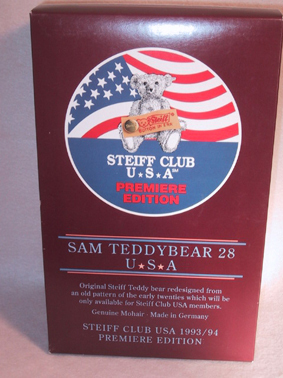 Steiff
STEIFF CLUB
U★S★A℠
PREMIERE
EDITION
SAM TEDDYBEAR 28
U★S★A
Original Steiff Teddy bear redesigned from
an old pattern of the early twenties which will be
only available for Steiff Club USA members.
Genuine Mohair · Made in Germany
STEIFF CLUB USA 1993/94
PREMIERE EDITION